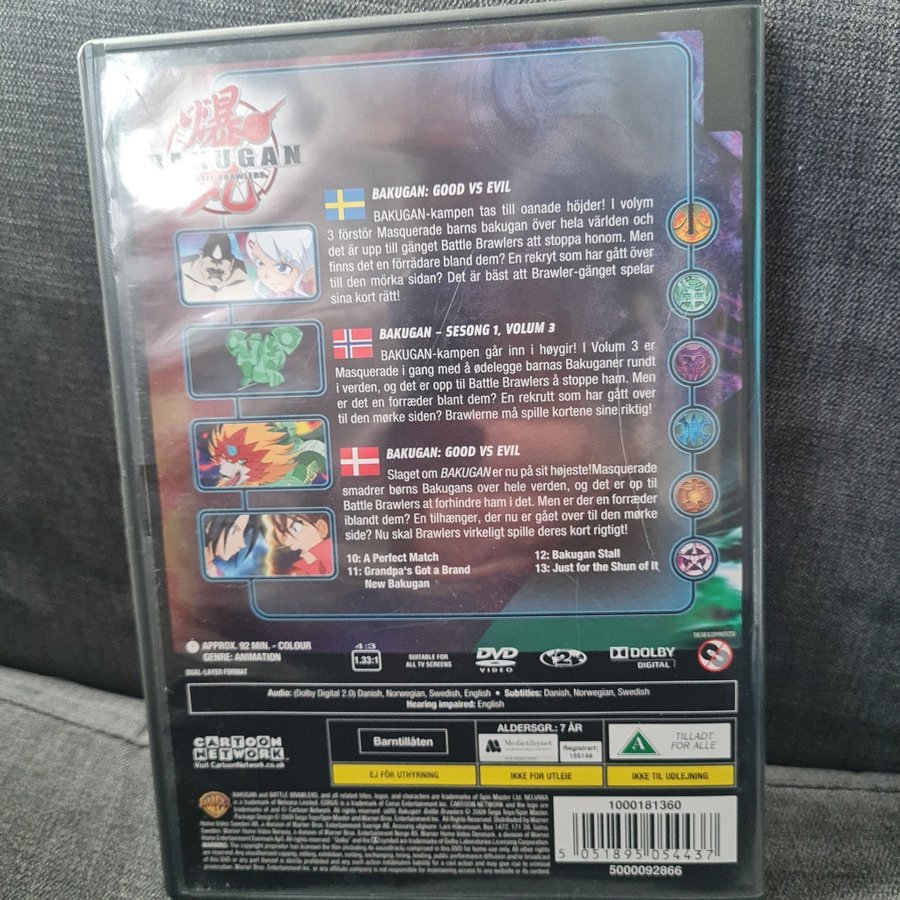 爆
BAKUGAN
BATTLE BRAWLERS
BAKUGAN: GOOD VS EVIL
BAKUGAN-kampen tas till oanade höjder! I volym
3 förstör Masquerade barns bakugan över hela världen och
det är upp till gänget Battle Brawlers att stoppa honom. Men
finns det en förrädare bland dem? En rekryt som har gått över
till den mörka sidan? Det är bäst att Brawler-gänget spelar
sina kort rätt!
BAKUGAN – SESONG 1, VOLUM 3
BAKUGAN-kampen går inn i høygir! I Volum 3 er
Masquerade i gang med å ødelegge barnas Bakuganer rundt
i verden, og det er opp til Battle Brawlers å stoppe ham. Men
er det en forræder blant dem? En rekrutt som har gått over
til den mørke siden? Brawlerne må spille kortene sine riktig!
BAKUGAN: GOOD VS EVIL
Slaget om BAKUGAN er nu på sit højeste!Masquerade
smadrer børns Bakugans over hele verden, og det er op til
Battle Brawlers at forhindre ham i det. Men er der en forræder
iblandt dem? En tilhænger, der nu er gået over til den mørke
side? Nu skal Brawlers virkeligt spille deres kort rigtigt!
10: A Perfect Match
11: Grandpa's Got a Brand
New Bakugan
12: Bakugan Stall
13: Just for the Shun of It
THIS DVD IS COPY PROTECTED
APPROX. 92 MIN. - COLOUR
GENRE: ANIMATION
DUAL-LAYER FORMAT
4:3
1.33:1
SUITABLE FOR
ALL TV SCREENS
DVD
VIDEO
2
DOLBY
DIGITAL
Audio: (Dolby Digital 2.0) Danish, Norwegian, Swedish, English • Subtitles: Danish, Norwegian, Swedish
Hearing impaired: English
CARTOON
NETWORK
Visit CartoonNetwork.co.uk
Barntillåten
EJ FÖR UTHYRNING
ALDERSGR.: 7 ÅR
Medietilsynet
Registrert:
155149
IKKE FOR UTLEIE
A
TILLADT
FOR ALLE
IKKE TIL UDLEJNING
1000181360
5 051895 054437
5000092866